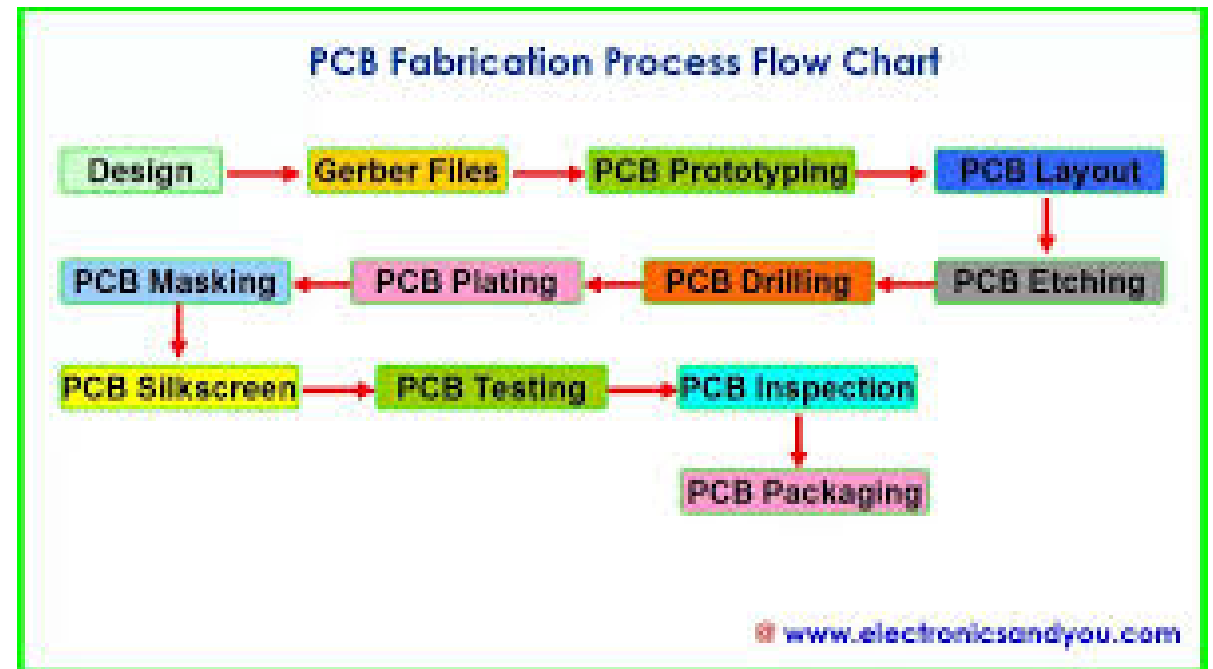 PCB Fabrication Process Flow Chart
Design
Gerber Files
PCB Prototyping
PCB Layout
PCB Etching
PCB Drilling
PCB Plating
PCB Masking
PCB Silkscreen
PCB Testing
PCB Inspection
PCB Packaging
@ www.electronicsandyou.com